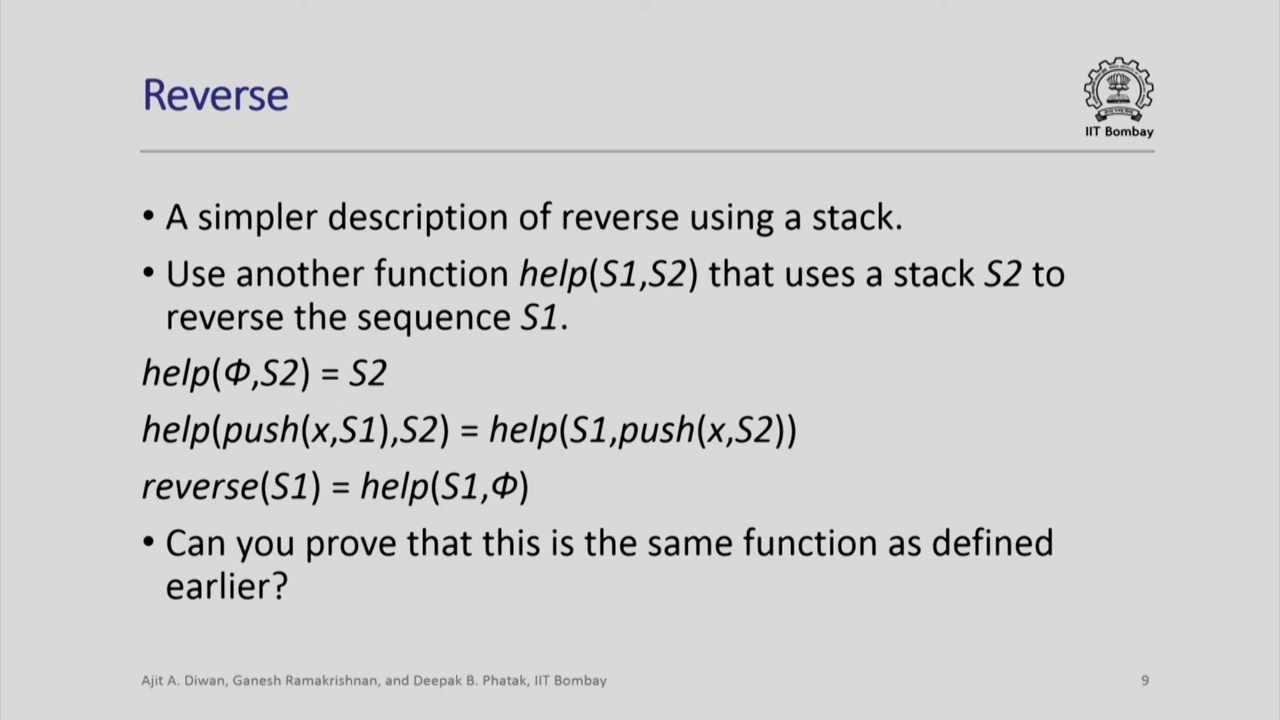 Reverse
IIT Bombay
• A simpler description of reverse using a stack.
• Use another function help(S1,S2) that uses a stack S2 to
reverse the sequence S1.
help(Φ,S2) = S2
help(push(x,S1),S2) = help(S1,push(x,S2))
reverse(S1) = help(S1,Φ)
• Can you prove that this is the same function as defined
earlier?
Ajit A. Diwan, Ganesh Ramakrishnan, and Deepak B. Phatak, IIT Bombay
9